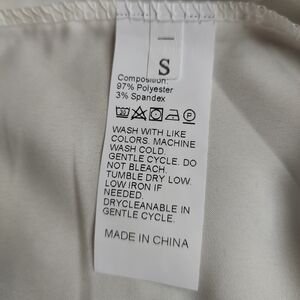 S
Composition
97% Polyester
3% Spandex
P
WASH WITH LIKE
COLORS. MACHINE
WASH COLD.
GENTLE CYCLE. DO
NOT BLEACH.
TUMBLE DRY LOW.
LOW IRON IF
NEEDED.
DRYCLEANABLE IN
GENTLE CYCLE.
MADE IN CHINA